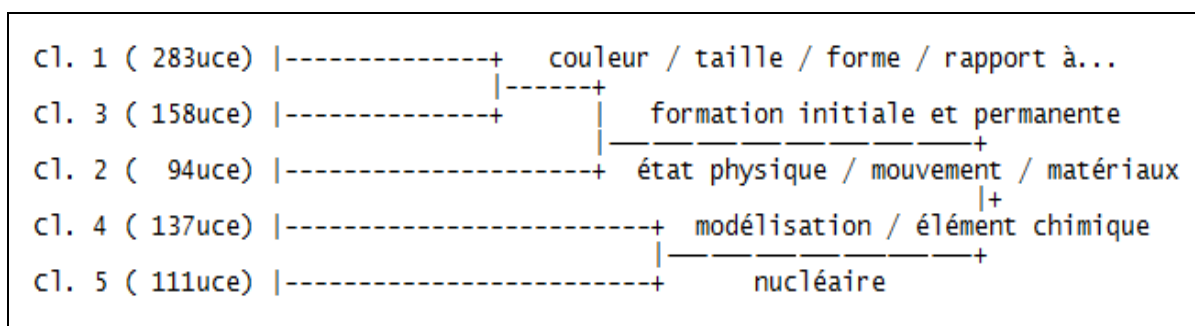 Cl. 1 ( 283uce) |--------------+ couleur / taille / forme / rapport à...
|------+
Cl. 3 ( 158uce) |--------------+ | formation initiale et permanente
|———————————————+
Cl. 2 ( 94uce) |---------------------+ état physique / mouvement / matériaux
|+
Cl. 4 ( 137uce) |-------------------------+ modélisation / élément chimique
|—————————————+
Cl. 5 ( 111uce) |-------------------------+ nucléaire